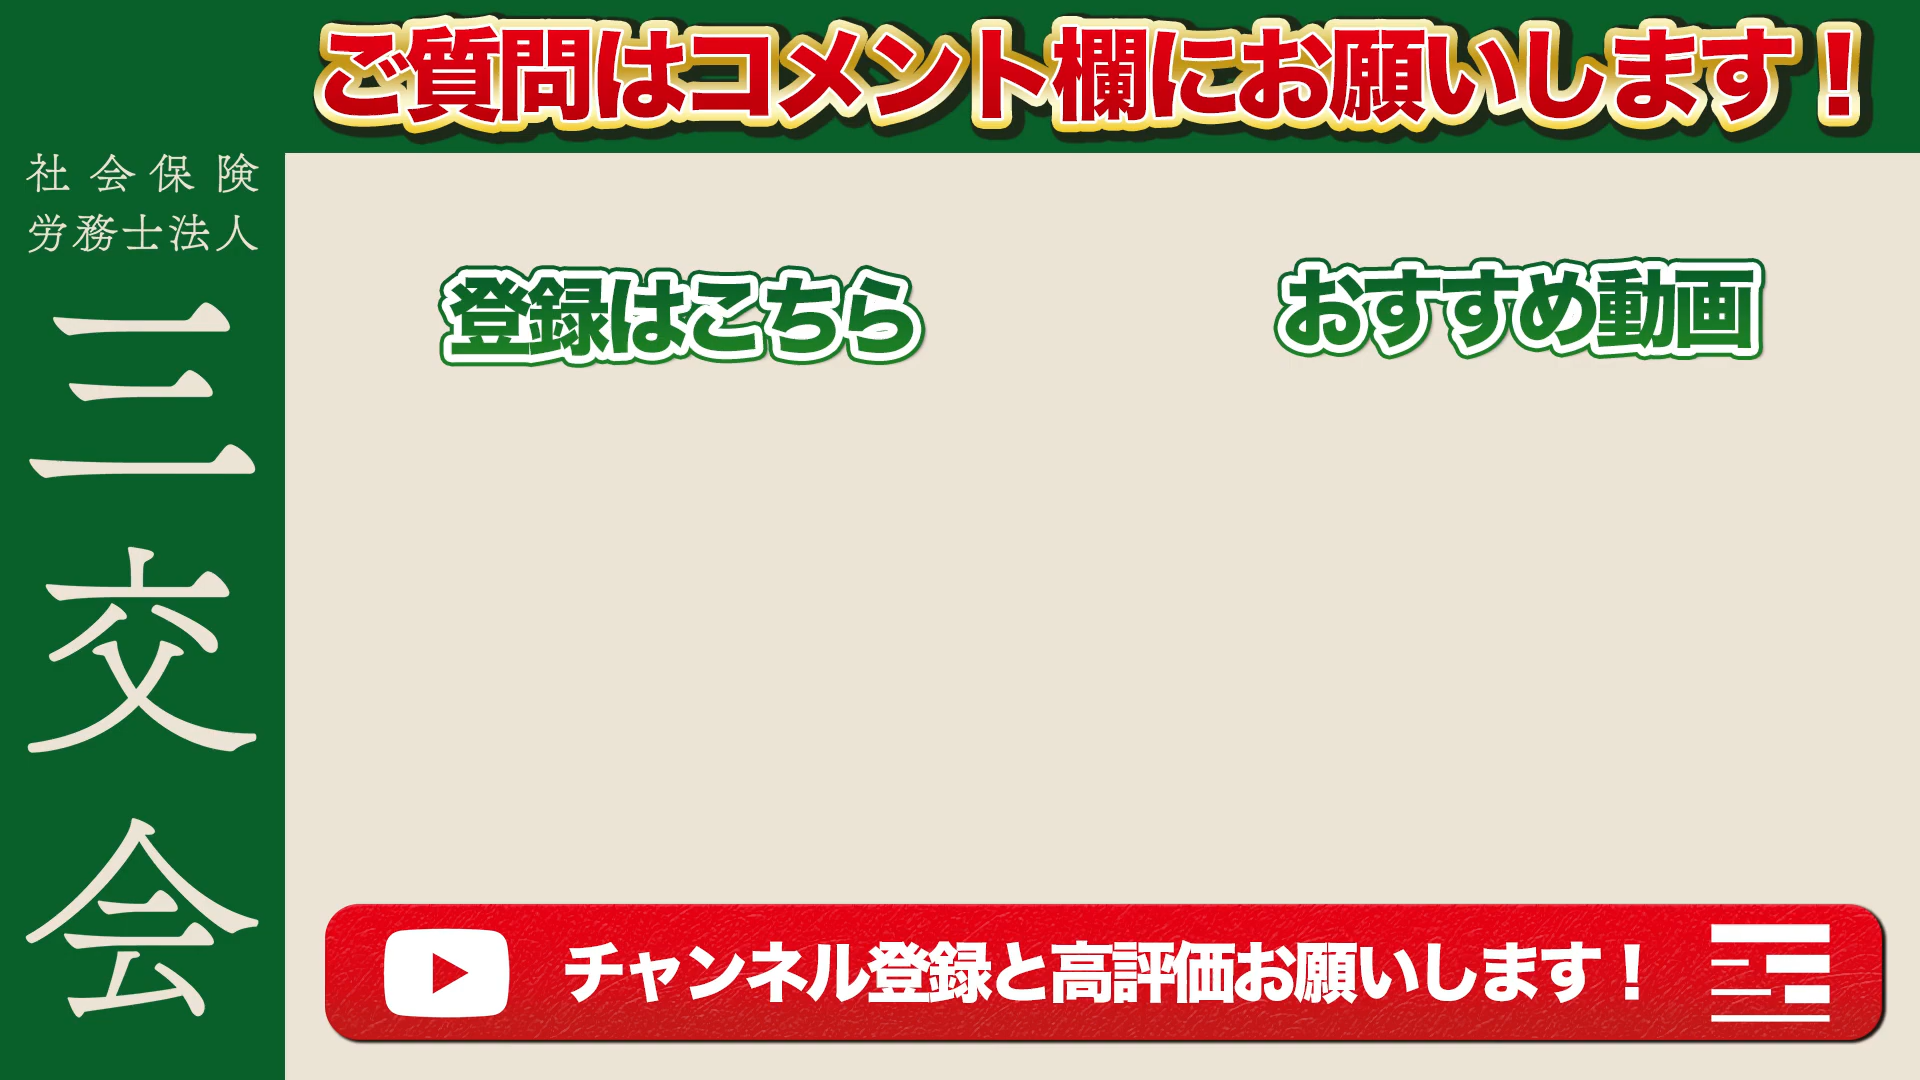 ご質問はコメント欄にお願いします！
社会保険
労務士法人
三交会
登録はこちら
おすすめ動画
チャンネル登録と高評価お願いします！